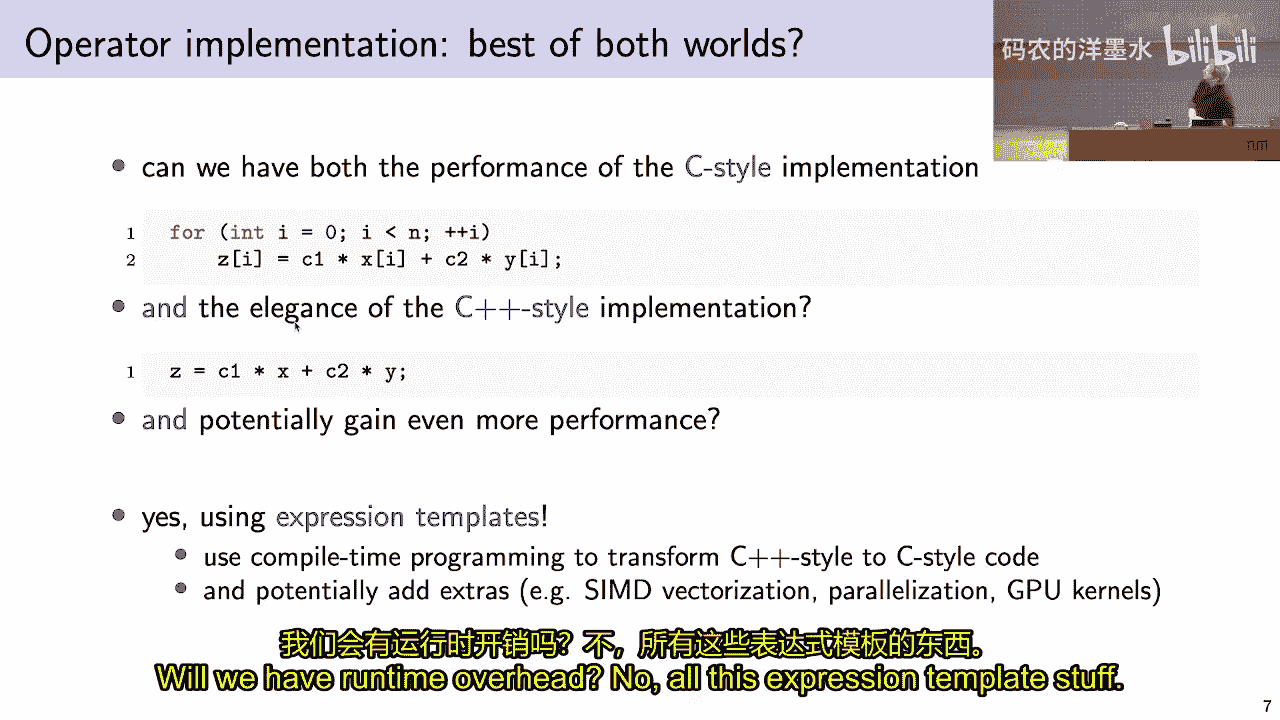 Operator implementation: best of both worlds?
码农的洋墨水 bilibili
can we have both the performance of the C-style implementation
1 for (int i = 0; i < n; ++i)
2 z[i] = c1 * x[i] + c2 * y[i];
and the elegance of the C++-style implementation?
1 z = c1 * x + c2 * y;
and potentially gain even more performance?
yes, using expression templates!
use compile-time programming to transform C++-style to C-style code
and potentially add extras (e.g. SIMD vectorization, parallelization, GPU kernels)
我们会有运行时开销吗？不，所有这些表达式模板的东西。
Will we have runtime overhead? No, all this expression template stuff.
7